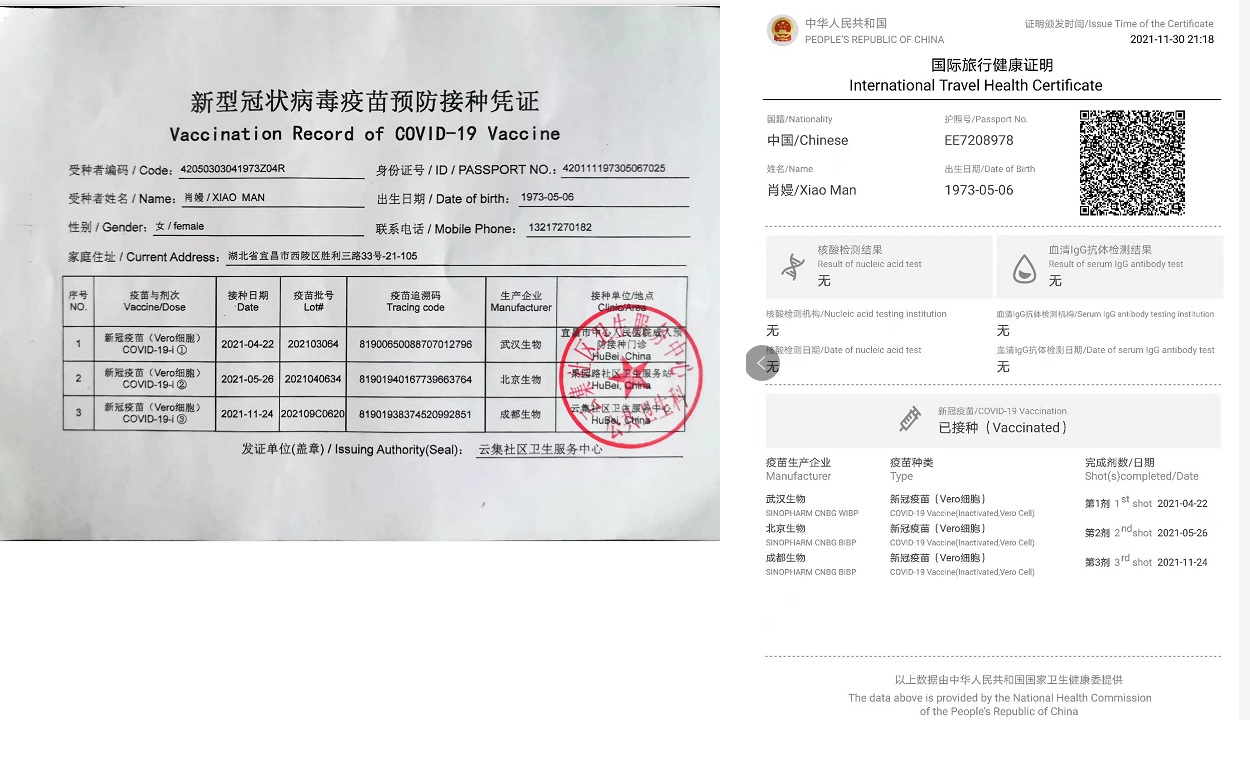 新型冠状病毒疫苗预防接种凭证
Vaccination Record of COVID-19 Vaccine
受种者编码 / Code: 42050303041973Z04R 身份证号 / ID / PASSPORT NO.: 420111197305067025
受种者姓名 / Name: 肖嫚 / XIAO MAN 出生日期 / Date of birth: 1973-05-06
性别 / Gender: 女 / female 联系电话 / Mobile Phone: 13217270182
家庭住址 / Current Address: 湖北省宜昌市西陵区胜利三路33号-21-105
序号 疫苗与剂次 接种日期 疫苗批号 疫苗追溯码 生产企业 接种单位/地点
NO. Vaccine/Dose Date Lot# Tracing code Manufacturer Clinic/Area
1 新冠疫苗（Vero细胞） COVID-19-i ① 2021-04-22 202103064 81900650088707012796 武汉生物 宜昌市中心人民医院成人预防接种门诊 HuBei, China
2 新冠疫苗（Vero细胞） COVID-19-i ② 2021-05-26 2021040634 81901940167739663764 北京生物 果园路社区卫生服务站 HuBei, China
3 新冠疫苗（Vero细胞） COVID-19-i ③ 2021-11-24 202109C0620 81901938374520992851 成都生物 云集社区卫生服务中心 HuBei, China
发证单位(盖章) / Issuing Authority(Seal): 云集社区卫生服务中心
中华人民共和国
PEOPLE'S REPUBLIC OF CHINA
证明颁发时间/Issue Time of the Certificate
2021-11-30 21:18
国际旅行健康证明
International Travel Health Certificate
国籍/Nationality 护照号/Passport No.
中国/Chinese EE7208978
姓名/Name 出生日期/Date of Birth
肖嫚/Xiao Man 1973-05-06
核酸检测结果 血清IgG抗体检测结果
Result of nucleic acid test Result of serum IgG antibody test
无 无
核酸检测机构/Nucleic acid testing institution 血清IgG抗体检测机构/Serum IgG antibody testing institution
无 无
核酸检测日期/Date of nucleic acid test 血清IgG抗体检测日期/Date of serum IgG antibody test
无 无
新冠疫苗/COVID-19 Vaccination
已接种（Vaccinated）
疫苗生产企业 疫苗种类 完成剂数/日期
Manufacturer Type Shot(s)completed/Date
武汉生物 新冠疫苗（Vero细胞） 第1剂 1st shot 2021-04-22
SINOPHARM CNBG WIBP COVID-19 Vaccine(Inactivated,Vero Cell)
北京生物 新冠疫苗（Vero细胞） 第2剂 2nd shot 2021-05-26
SINOPHARM CNBG BIBP COVID-19 Vaccine(Inactivated,Vero Cell)
成都生物 新冠疫苗（Vero细胞） 第3剂 3rd shot 2021-11-24
SINOPHARM CNBG BIBP COVID-19 Vaccine(Inactivated,Vero Cell)
以上数据由中华人民共和国国家卫生健康委提供
The data above is provided by the National Health Commission
of the People's Republic of China